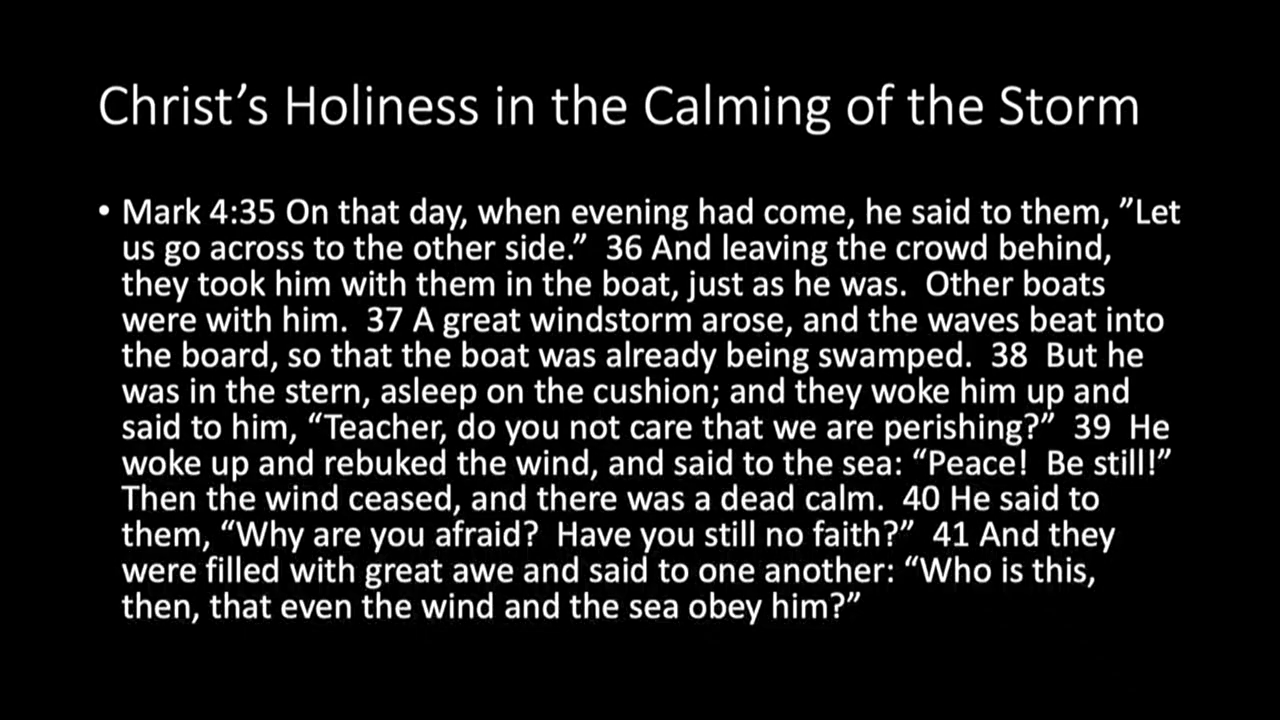 Christ’s Holiness in the Calming of the Storm
• Mark 4:35 On that day, when evening had come, he said to them, ”Let
us go across to the other side.”  36 And leaving the crowd behind,
they took him with them in the boat, just as he was.  Other boats
were with him.  37 A great windstorm arose, and the waves beat into
the board, so that the boat was already being swamped.  38  But he
was in the stern, asleep on the cushion; and they woke him up and
said to him, “Teacher, do you not care that we are perishing?”  39  He
woke up and rebuked the wind, and said to the sea: “Peace!  Be still!”
Then the wind ceased, and there was a dead calm.  40 He said to
them, “Why are you afraid?  Have you still no faith?”  41 And they
were filled with great awe and said to one another: “Who is this,
then, that even the wind and the sea obey him?”